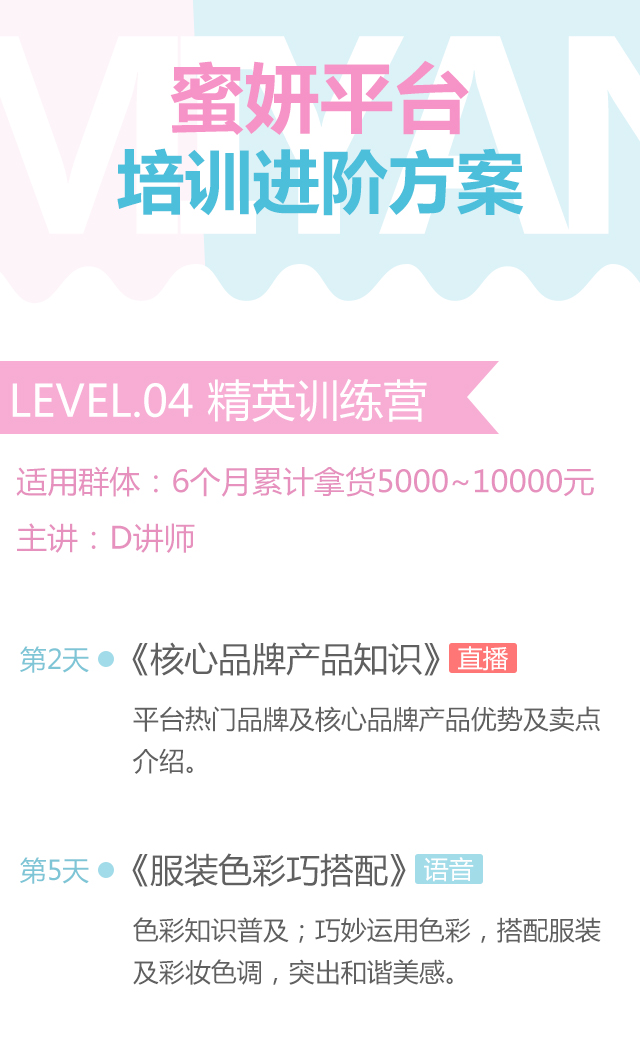 MIYAN
蜜妍平台
培训进阶方案
LEVEL.04 精英训练营
适用群体：6个月累计拿货5000~10000元
主讲：D讲师
第2天 《核心品牌产品知识》 直播
平台热门品牌及核心品牌产品优势及卖点
介绍。
第5天 《服装色彩巧搭配》 语音
色彩知识普及；巧妙运用色彩，搭配服装
及彩妆色调，突出和谐美感。